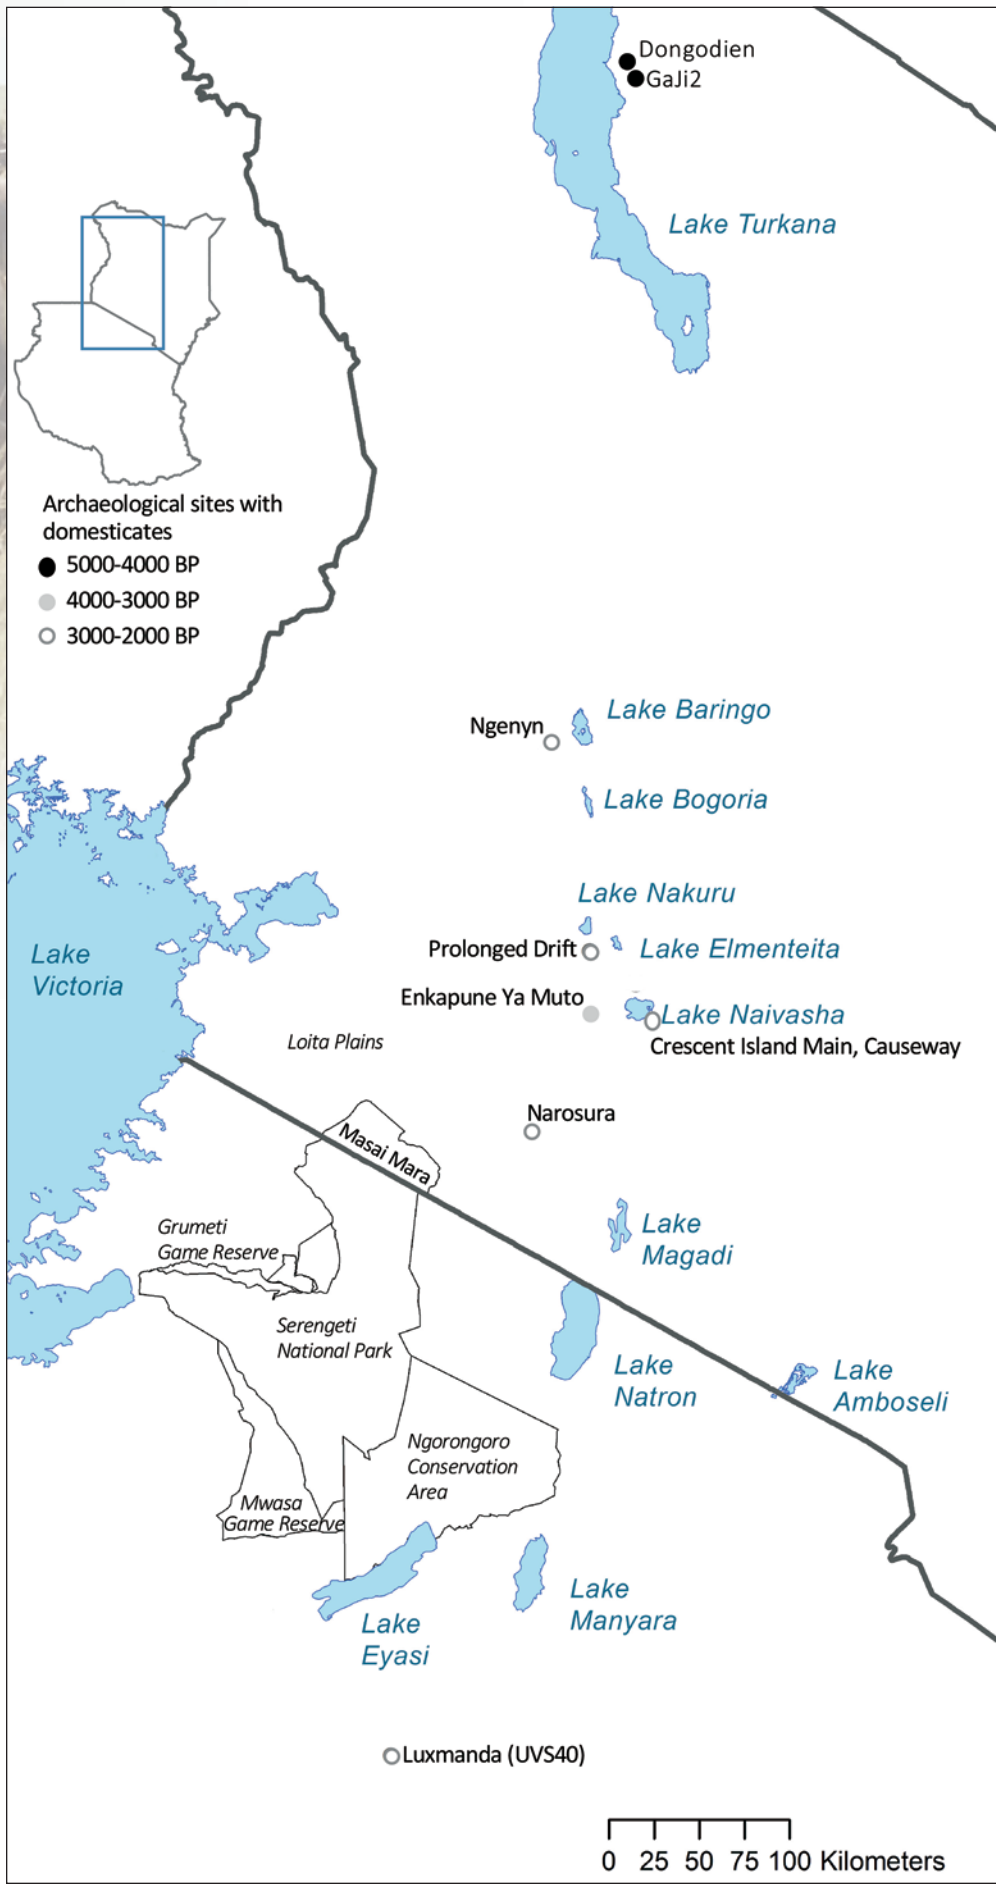 Dongodien
GaJi2
Lake Turkana
Archaeological sites with
domesticates
5000-4000 BP
4000-3000 BP
3000-2000 BP
Lake Baringo
Ngenyn
Lake Bogoria
Lake Nakuru
Prolonged Drift
Lake Elmenteita
Lake
Victoria
Enkapune Ya Muto
Lake Naivasha
Loita Plains
Crescent Island Main, Causeway
Narosura
Masai Mara
Grumeti
Game Reserve
Lake
Magadi
Serengeti
National Park
Lake
Natron
Lake
Amboseli
Ngorongoro
Conservation
Area
Mwasa
Game Reserve
Lake
Manyara
Lake
Eyasi
Luxmanda (UVS40)
0 25 50 75 100 Kilometers